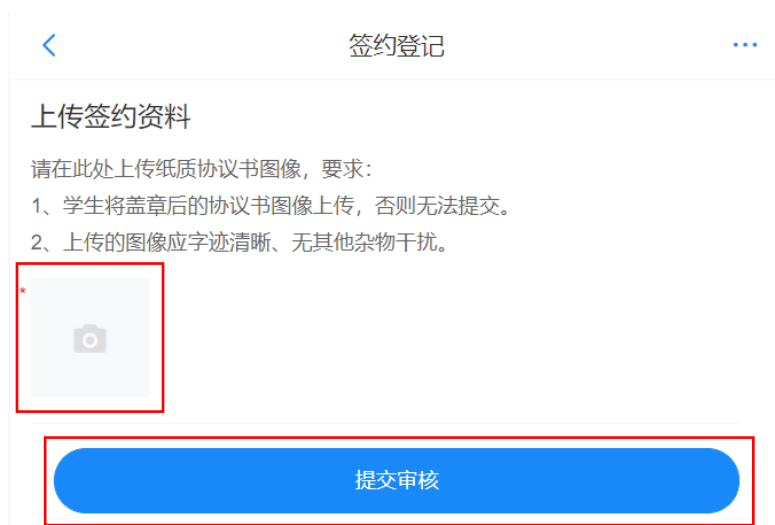 签约登记
上传签约资料
请在此处上传纸质协议书图像，要求：
1、学生将盖章后的协议书图像上传，否则无法提交。
2、上传的图像应字迹清晰、无其他杂物干扰。
*
提交审核